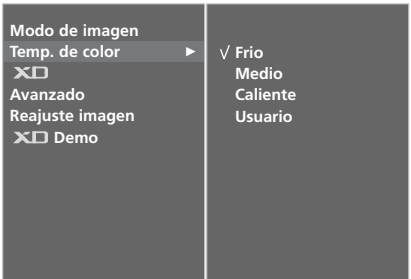 Modo de imagen
Temp. de color ►
XD
Avanzado
Reajuste imagen
XD Demo
√ Frio
Medio
Caliente
Usuario